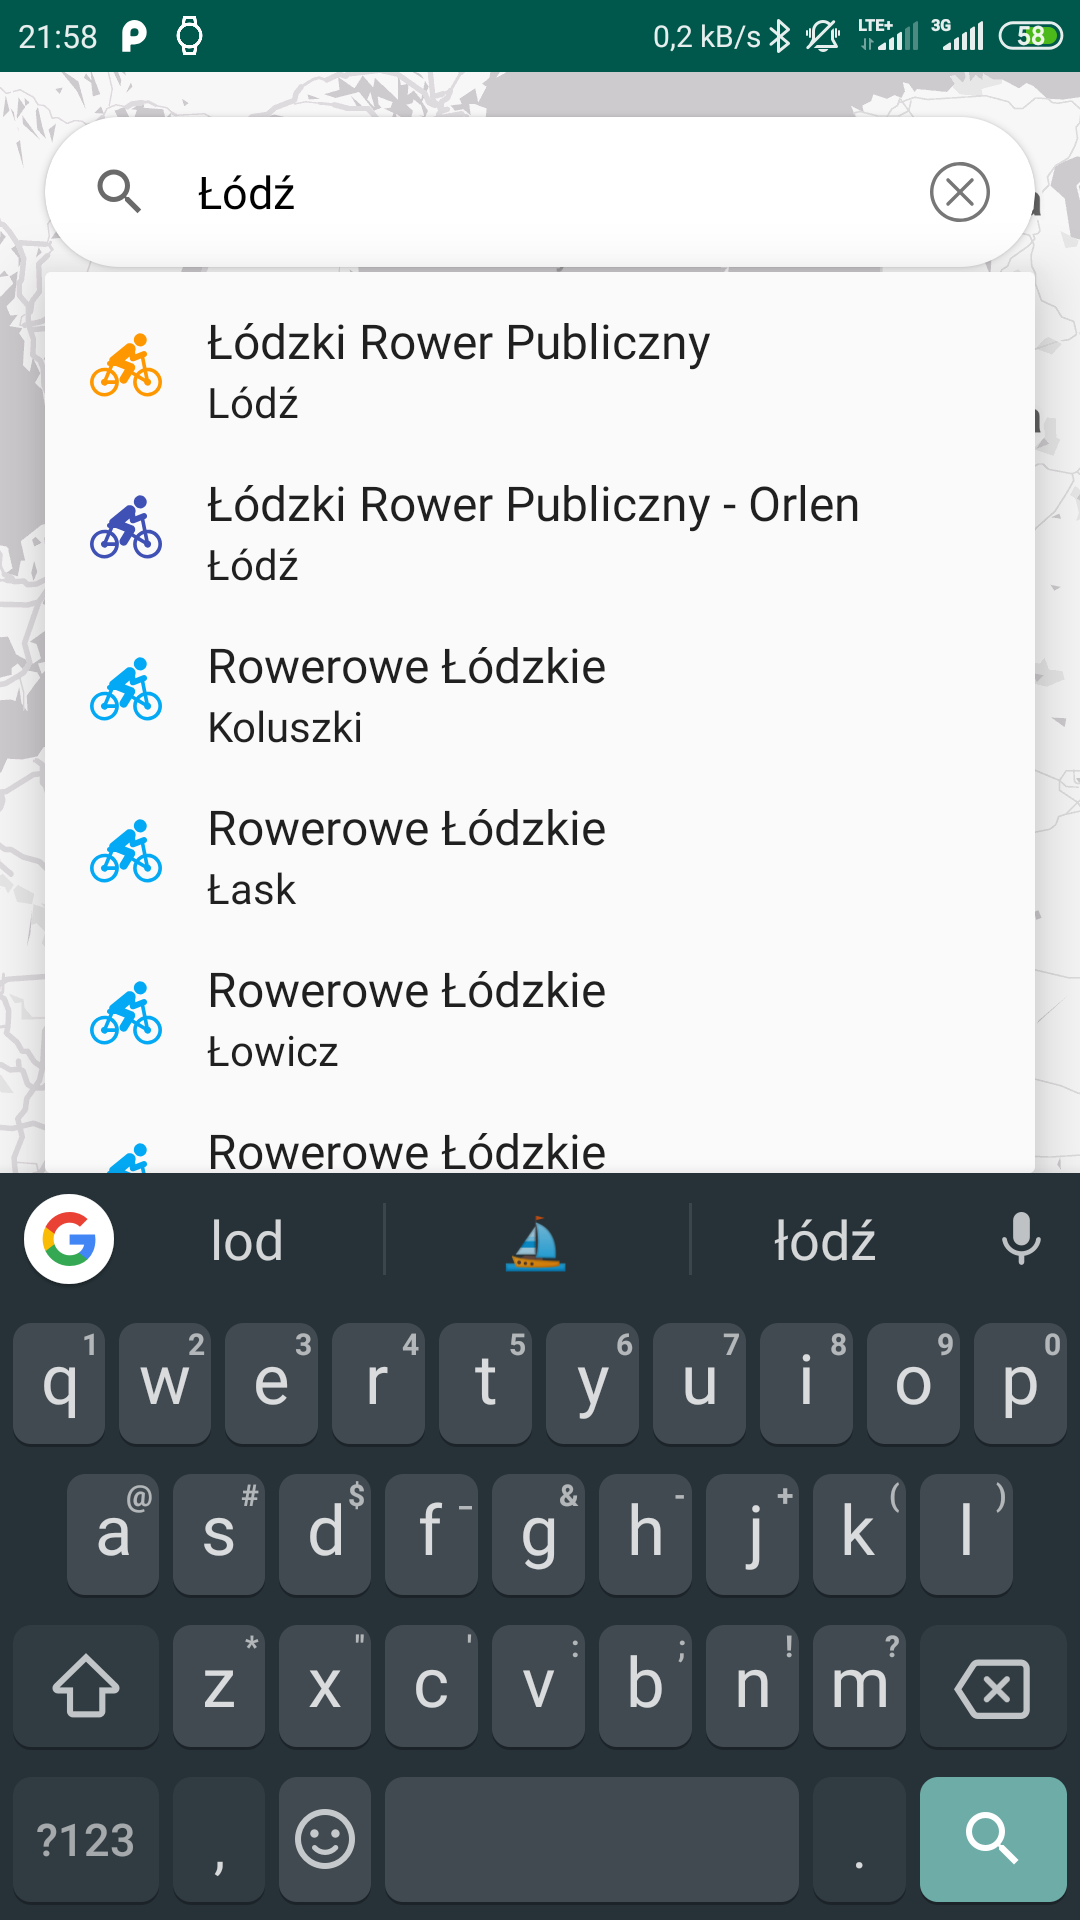 21:58 0,2 kB/s LTE+ 3G 58
Łódź
Łódzki Rower Publiczny
Lódź
Łódzki Rower Publiczny - Orlen
Łódź
Rowerowe Łódzkie
Koluszki
Rowerowe Łódzkie
Łask
Rowerowe Łódzkie
Łowicz
Rowerowe Łódzkie
lod łódź
1 2 3 4 5 6 7 8 9 0
q w e r t y u i o p
@ # $ _ & - + ( )
a s d f g h j k l
* " ' : ; ! ?
z x c v b n m
?123 , .